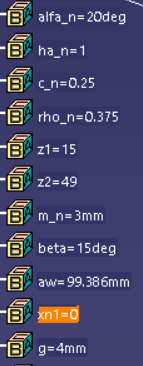 alfa_n=20deg
ha_n=1
c_n=0.25
rho_n=0.375
z1=15
z2=49
m_n=3mm
beta=15deg
aw=99.386mm
xn1=0
g=4mm